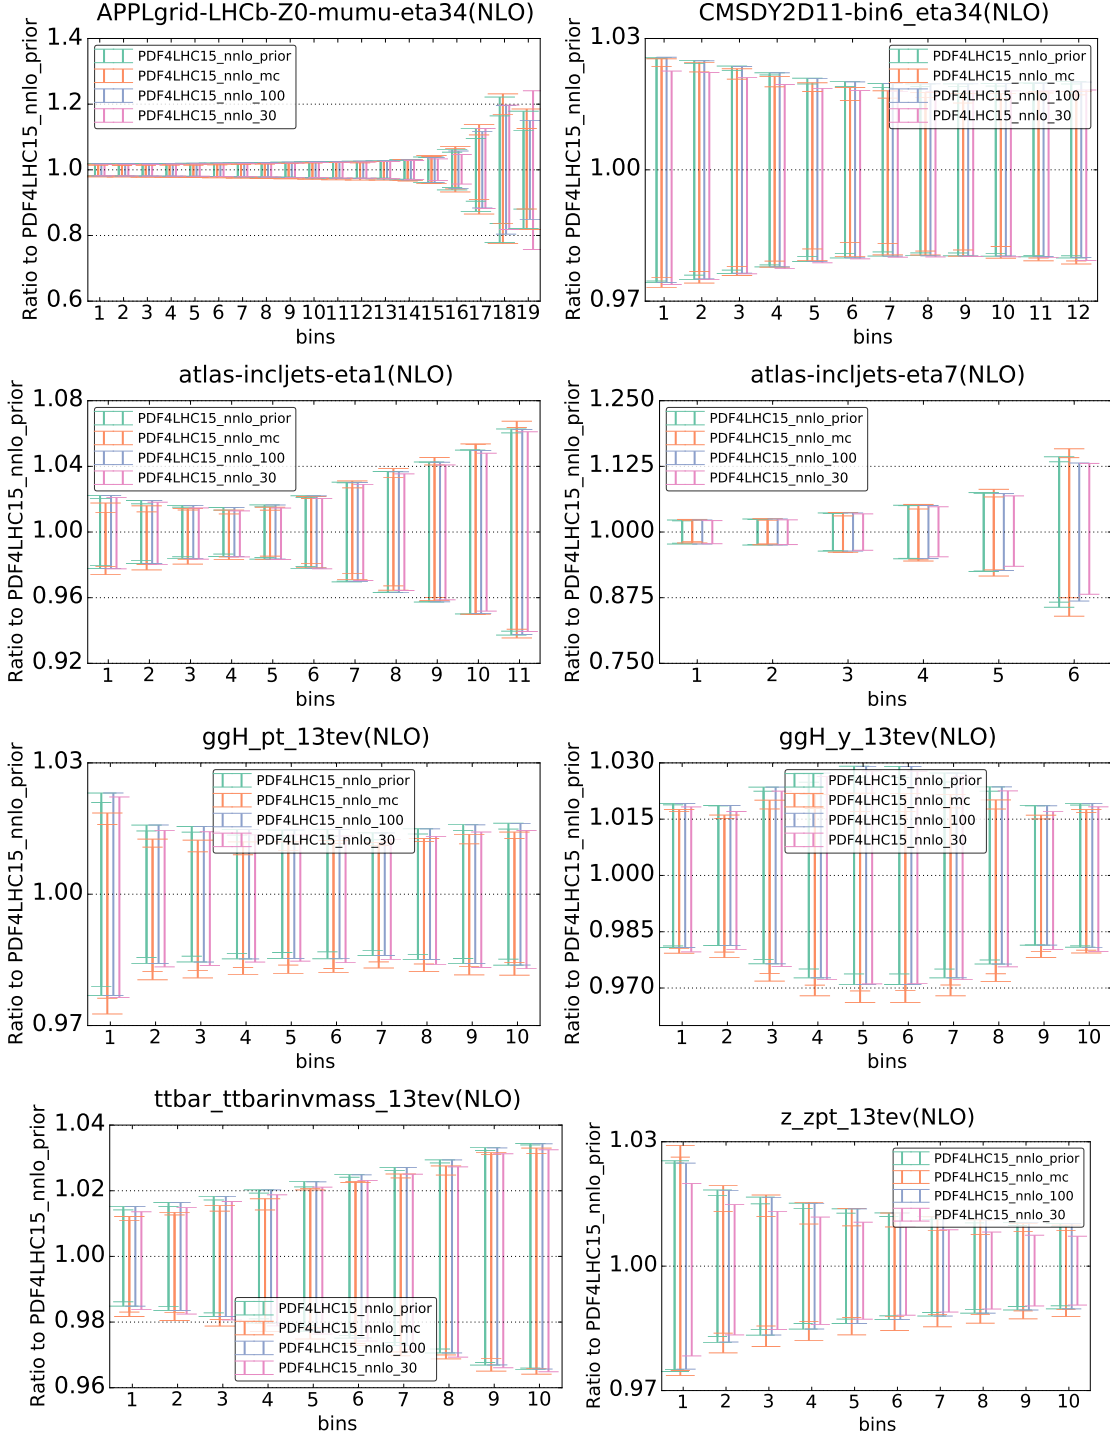 APPLgrid-LHCb-Z0-mumu-eta34(NLO)
Ratio to PDF4LHC15_nnlo_prior
1.4
1.2
1.0
0.8
0.6
PDF4LHC15_nnlo_prior
PDF4LHC15_nnlo_mc
PDF4LHC15_nnlo_100
PDF4LHC15_nnlo_30
1 2 3 4 5 6 7 8 9 10 11 12 13 14 15 16 17 18 19
bins
CMSDY2D11-bin6_eta34(NLO)
Ratio to PDF4LHC15_nnlo_prior
1.03
1.00
0.97
PDF4LHC15_nnlo_prior
PDF4LHC15_nnlo_mc
PDF4LHC15_nnlo_100
PDF4LHC15_nnlo_30
1 2 3 4 5 6 7 8 9 10 11 12
bins
atlas-incljets-eta1(NLO)
Ratio to PDF4LHC15_nnlo_prior
1.08
1.04
1.00
0.96
0.92
PDF4LHC15_nnlo_prior
PDF4LHC15_nnlo_mc
PDF4LHC15_nnlo_100
PDF4LHC15_nnlo_30
1 2 3 4 5 6 7 8 9 10 11
bins
atlas-incljets-eta7(NLO)
Ratio to PDF4LHC15_nnlo_prior
1.250
1.125
1.000
0.875
0.750
PDF4LHC15_nnlo_prior
PDF4LHC15_nnlo_mc
PDF4LHC15_nnlo_100
PDF4LHC15_nnlo_30
1 2 3 4 5 6
bins
ggH_pt_13tev(NLO)
Ratio to PDF4LHC15_nnlo_prior
1.03
1.00
0.97
PDF4LHC15_nnlo_prior
PDF4LHC15_nnlo_mc
PDF4LHC15_nnlo_100
PDF4LHC15_nnlo_30
1 2 3 4 5 6 7 8 9 10
bins
ggH_y_13tev(NLO)
Ratio to PDF4LHC15_nnlo_prior
1.030
1.015
1.000
0.985
0.970
PDF4LHC15_nnlo_prior
PDF4LHC15_nnlo_mc
PDF4LHC15_nnlo_100
PDF4LHC15_nnlo_30
1 2 3 4 5 6 7 8 9 10
bins
ttbar_ttbarinvmass_13tev(NLO)
Ratio to PDF4LHC15_nnlo_prior
1.04
1.02
1.00
0.98
0.96
PDF4LHC15_nnlo_prior
PDF4LHC15_nnlo_mc
PDF4LHC15_nnlo_100
PDF4LHC15_nnlo_30
1 2 3 4 5 6 7 8 9 10
bins
z_zpt_13tev(NLO)
Ratio to PDF4LHC15_nnlo_prior
1.03
1.00
0.97
PDF4LHC15_nnlo_prior
PDF4LHC15_nnlo_mc
PDF4LHC15_nnlo_100
PDF4LHC15_nnlo_30
1 2 3 4 5 6 7 8 9 10
bins